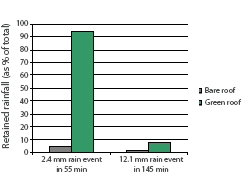 Retained rainfall (as % of total)
100
90
80
70
60
50
40
30
20
10
0
2.4 mm rain event
in 55 min
12.1 mm rain event
in 145 min
Bare roof
Green roof